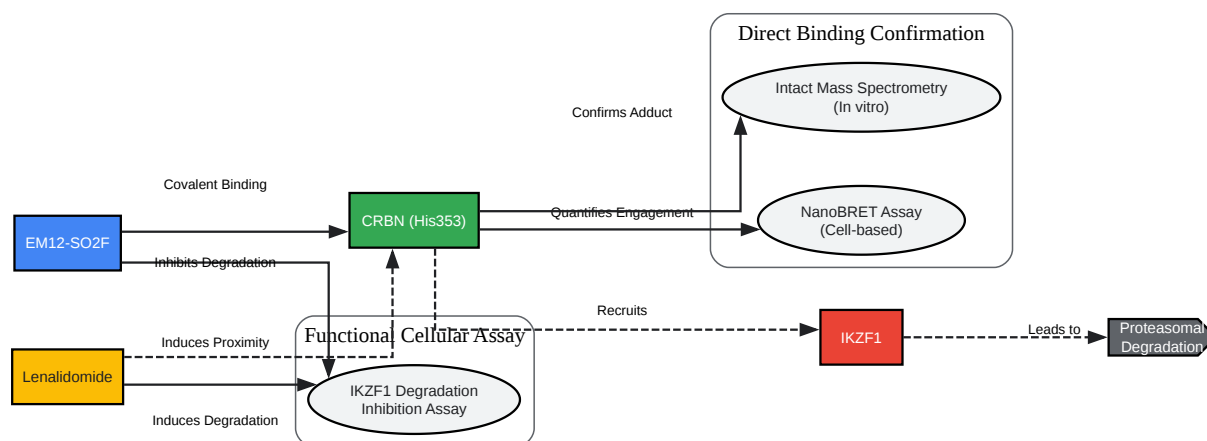 Direct Binding Confirmation
Intact Mass Spectrometry
(In vitro)
Confirms Adduct
Covalent Binding
CRBN (His353)
Quantifies Engagement
NanoBRET Assay
(Cell-based)
EM12-SO2F
Inhibits Degradation
Recruits
Functional Cellular Assay
IKZF1
Leads to
Proteasomal
Degradation
Induces Proximity
Lenalidomide
IKZF1 Degradation
Inhibition Assay
Induces Degradation